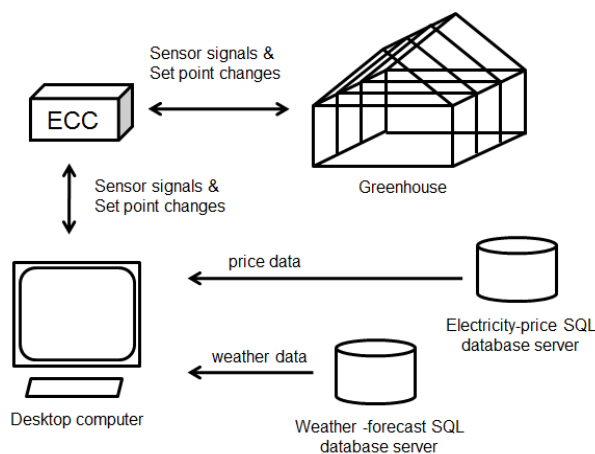 Sensor signals &
Set point changes
ECC
Greenhouse
Sensor signals &
Set point changes
price data
Electricity-price SQL
database server
weather data
Desktop computer
Weather -forecast SQL
database server